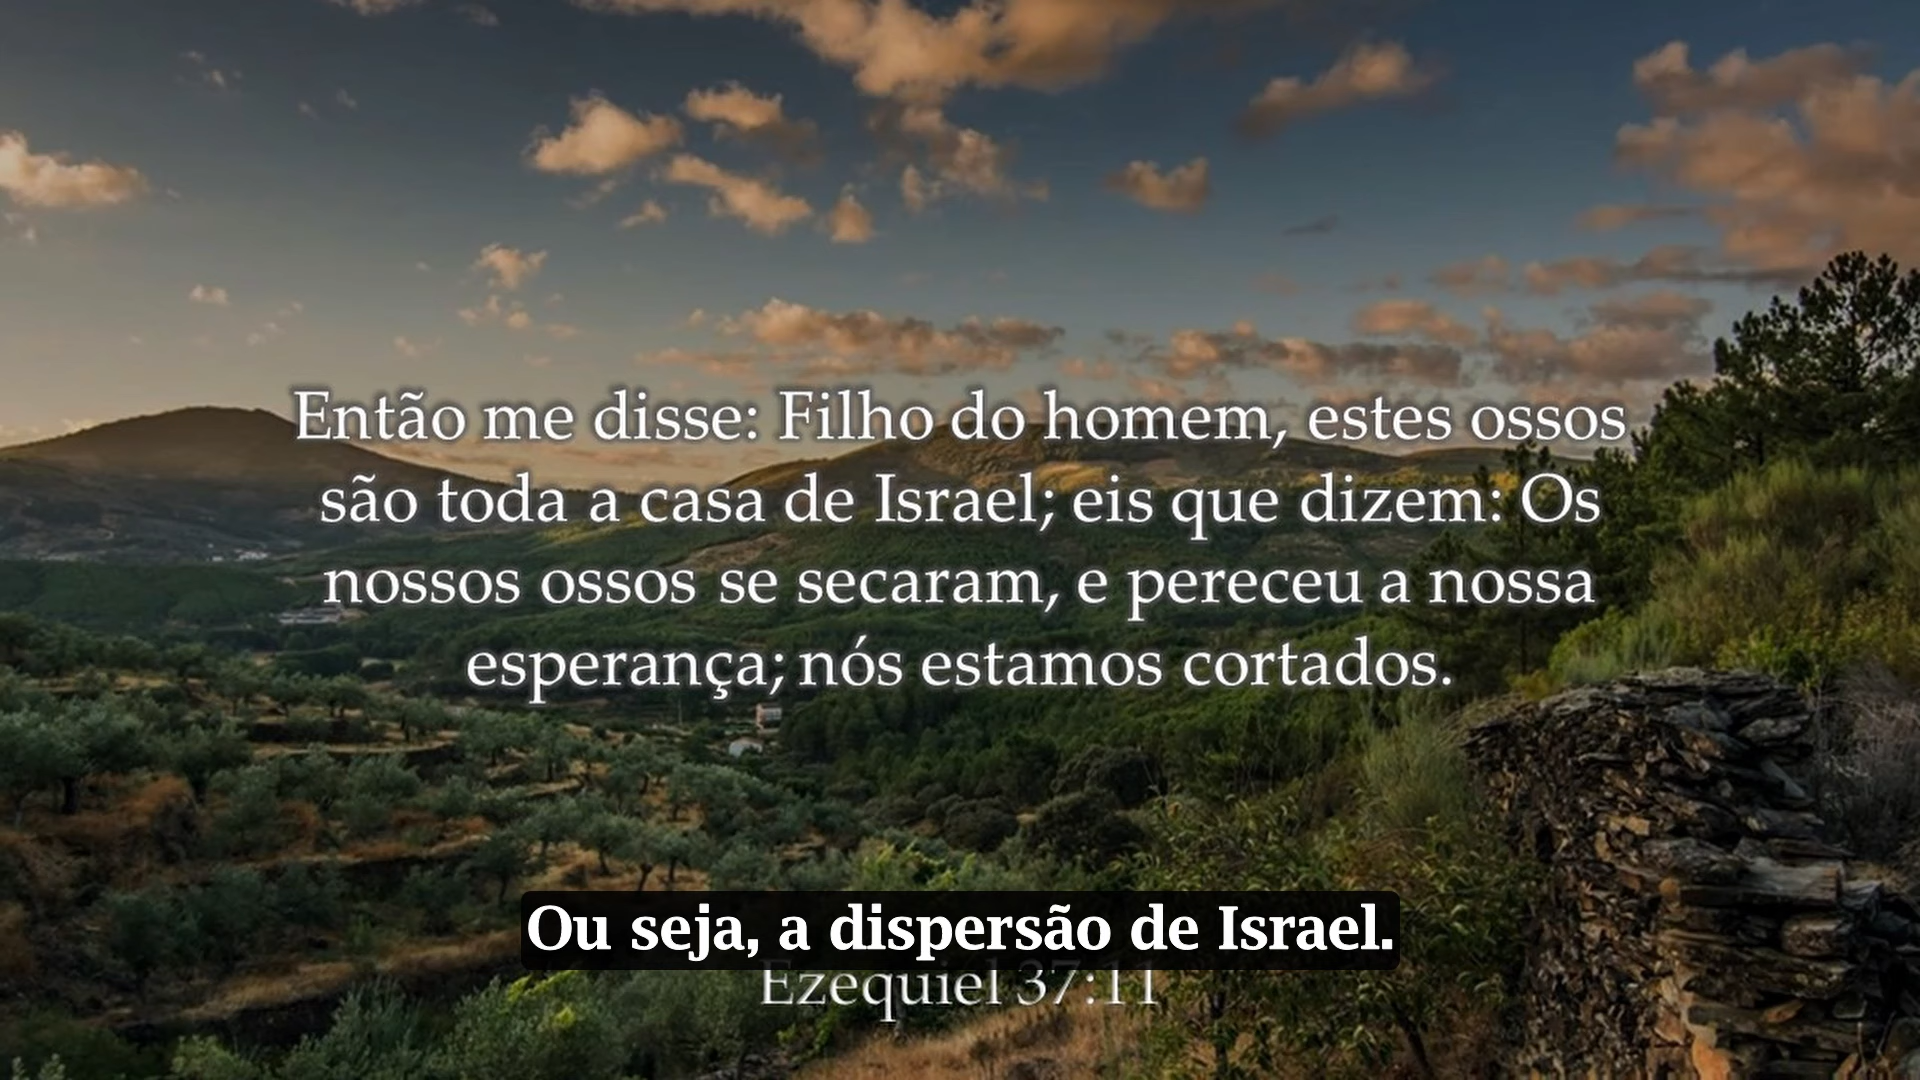 Então me disse: Filho do homem, estes ossos
são toda a casa de Israel; eis que dizem: Os
nossos ossos se secaram, e pereceu a nossa
esperança; nós estamos cortados.
Ou seja, a dispersão de Israel.
Ezequiel 37:11